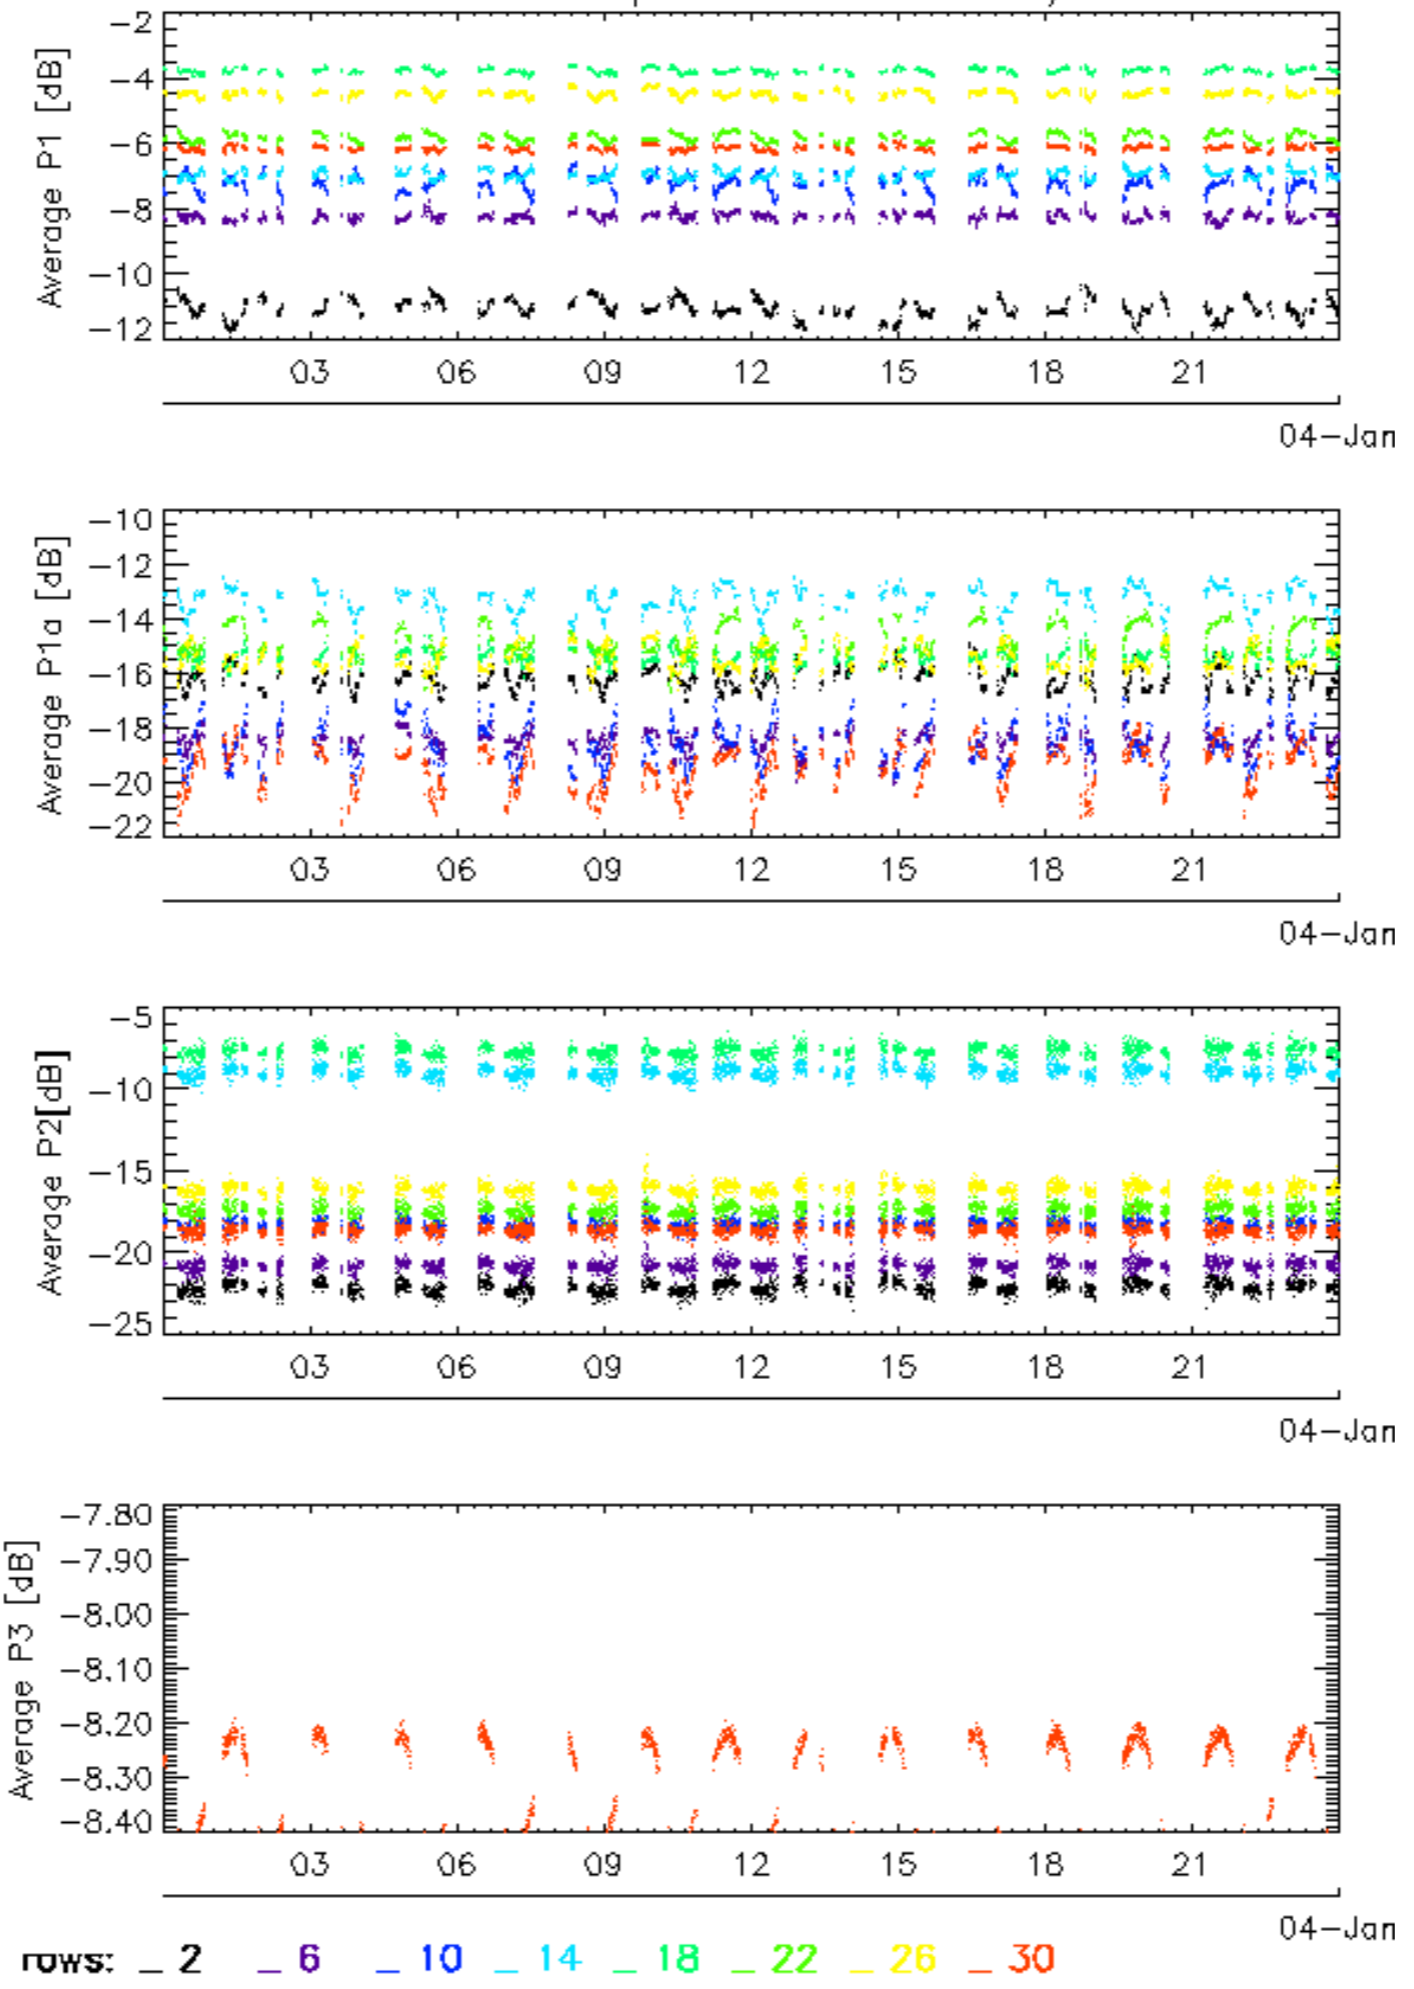 Average P1 [dB]
-2
-4
-6
-8
-10
-12
03 06 09 12 15 18 21
04-Jan
Average P1a [dB]
-10
-12
-14
-16
-18
-20
-22
03 06 09 12 15 18 21
04-Jan
Average P2[dB]
-5
-10
-15
-20
-25
03 06 09 12 15 18 21
04-Jan
Average P3 [dB]
-7.80
-7.90
-8.00
-8.10
-8.20
-8.30
-8.40
03 06 09 12 15 18 21
04-Jan
rows: _ 2 _ 6 _ 10 _ 14 _ 18 _ 22 _ 26 _ 30